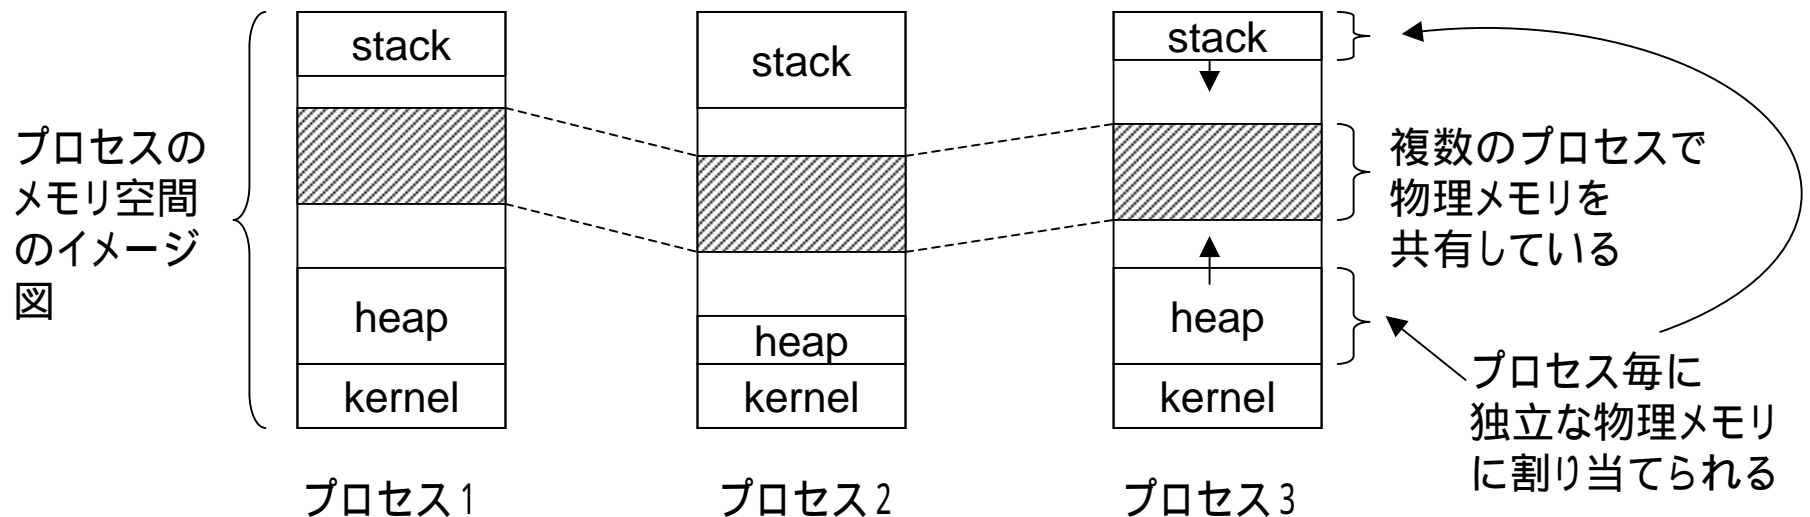 プロセスの
メモリ空間
のイメージ
図
stack
heap
kernel
プロセス1
stack
heap
kernel
プロセス2
stack
heap
kernel
プロセス3
複数のプロセスで
物理メモリを
共有している
プロセス毎に
独立な物理メモリ
に割り当てられる